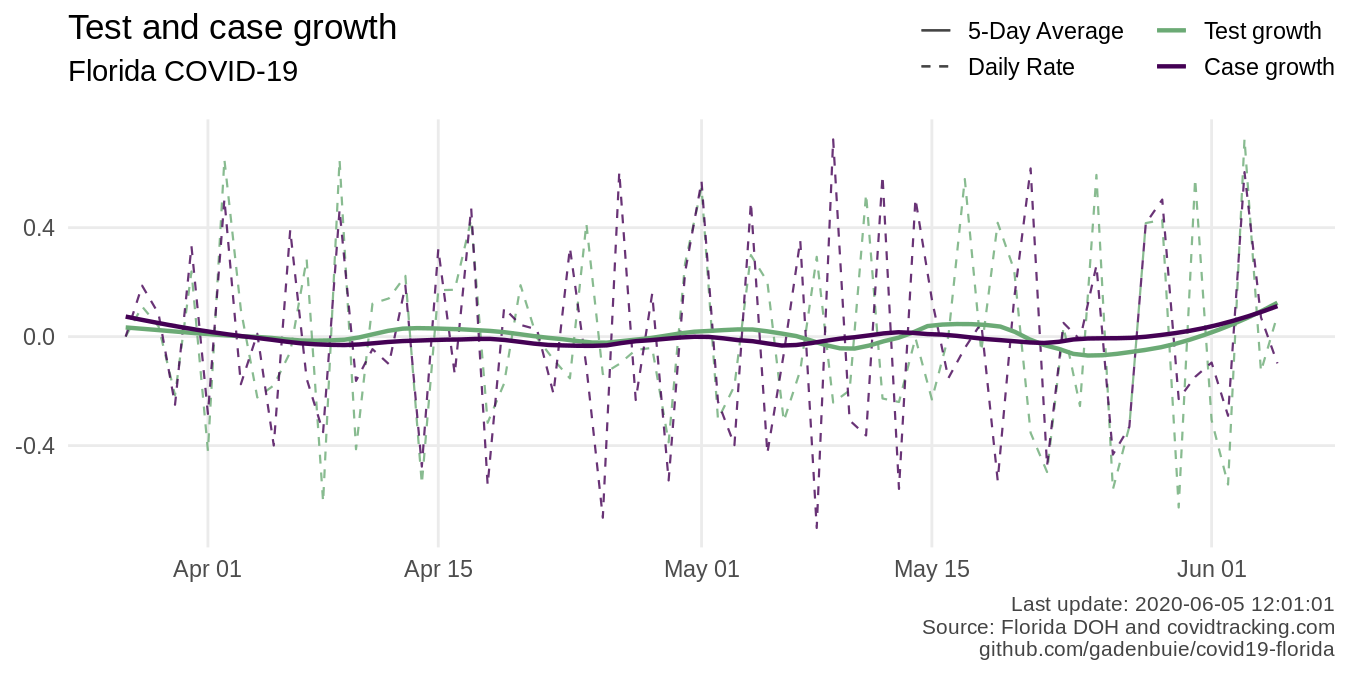 Test and case growth
Florida COVID-19
5-Day Average
Test growth
Daily Rate
Case growth
0.4
0.0
-0.4
Apr 01
Apr 15
May 01
May 15
Jun 01
Last update: 2020-06-05 12:01:01
Source: Florida DOH and covidtracking.com
github.com/gadenbuie/covid19-florida